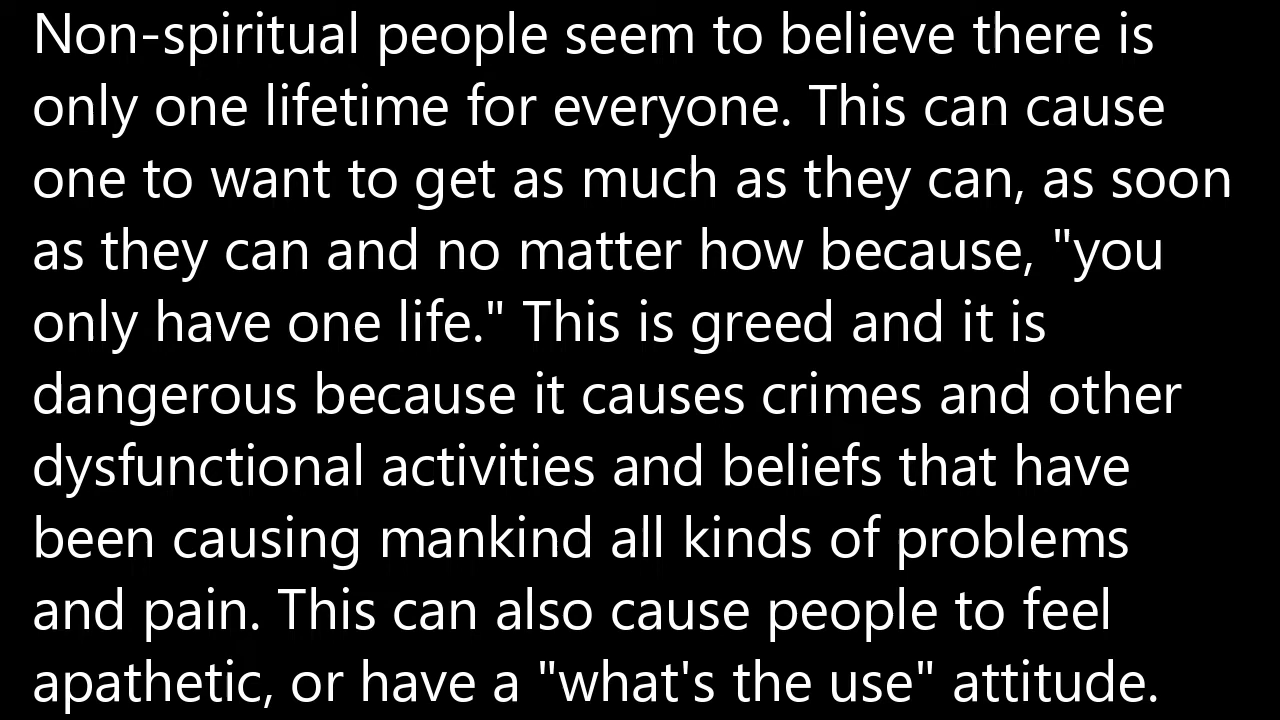 Non-spiritual people seem to believe there is
only one lifetime for everyone. This can cause
one to want to get as much as they can, as soon
as they can and no matter how because, "you
only have one life." This is greed and it is
dangerous because it causes crimes and other
dysfunctional activities and beliefs that have
been causing mankind all kinds of problems
and pain. This can also cause people to feel
apathetic, or have a "what's the use" attitude.